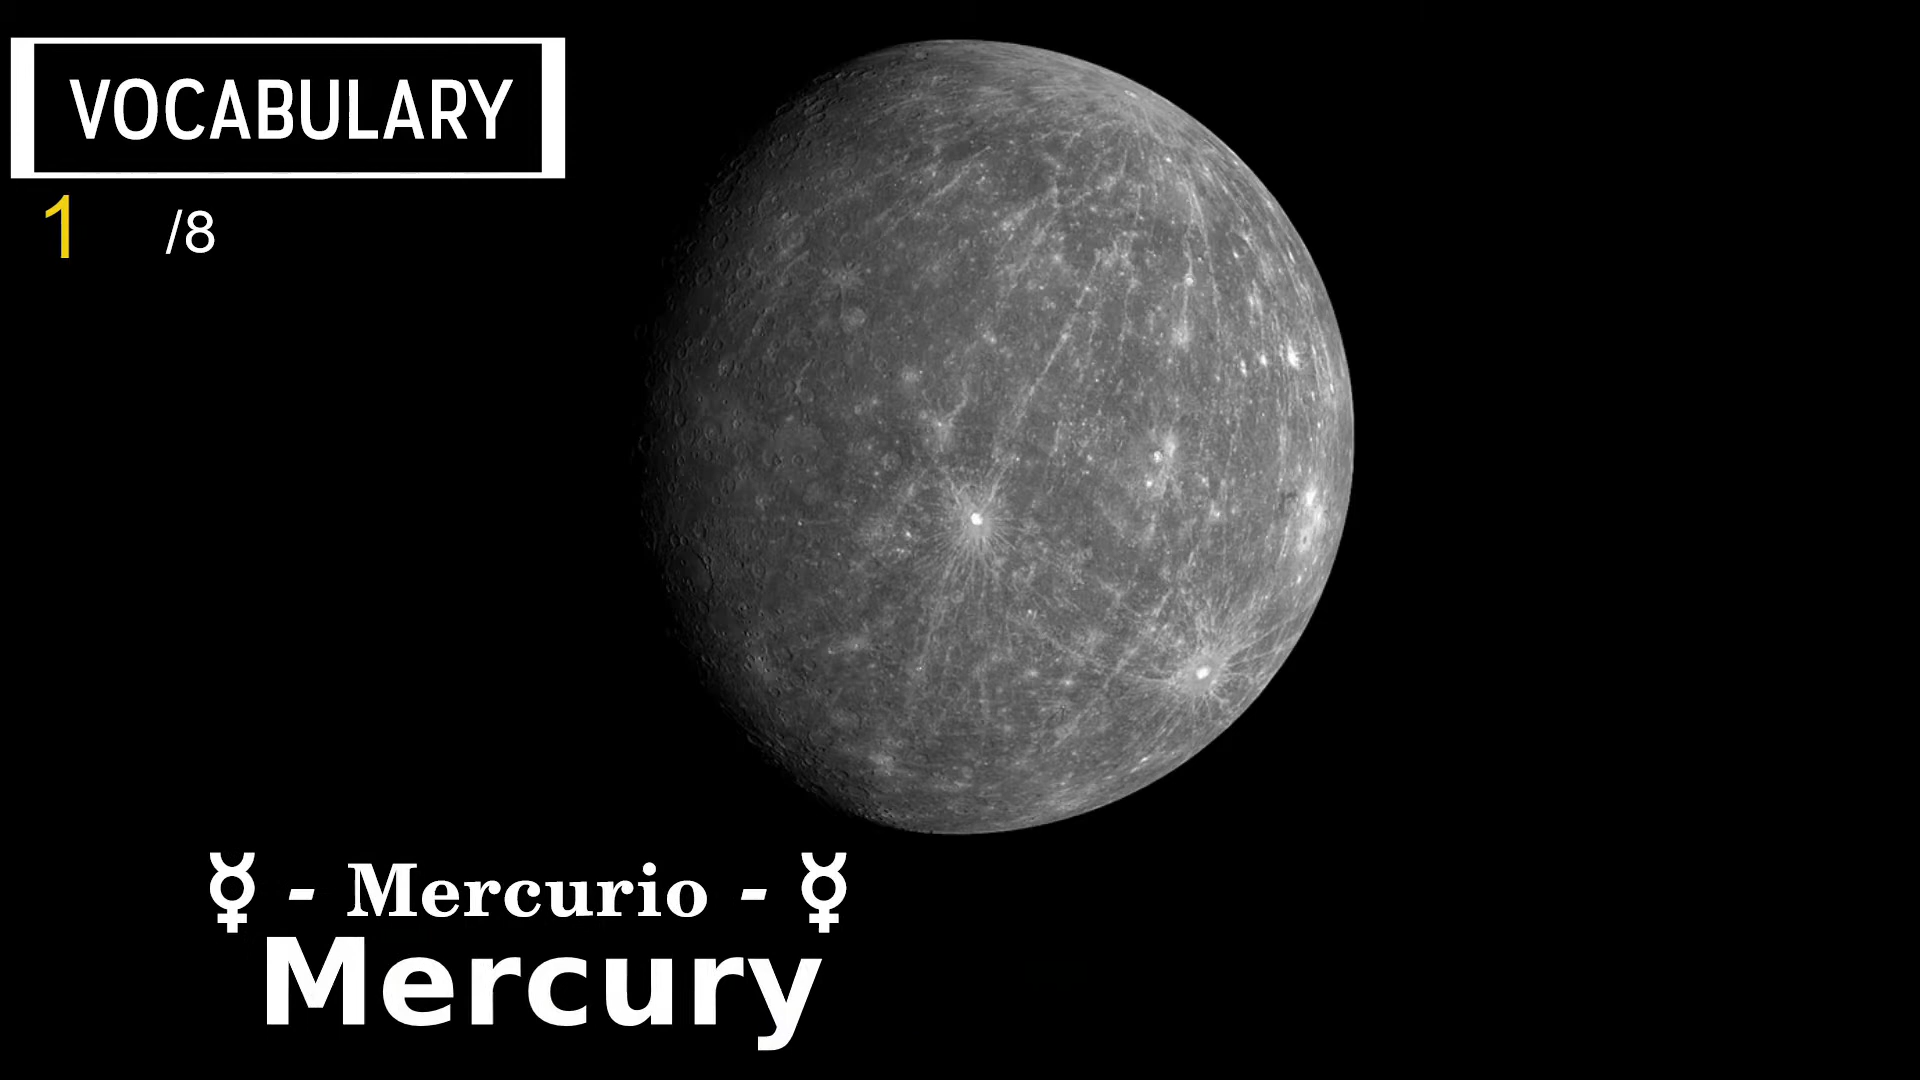 VOCABULARY
1 /8
☿ - Mercurio - ☿
Mercury